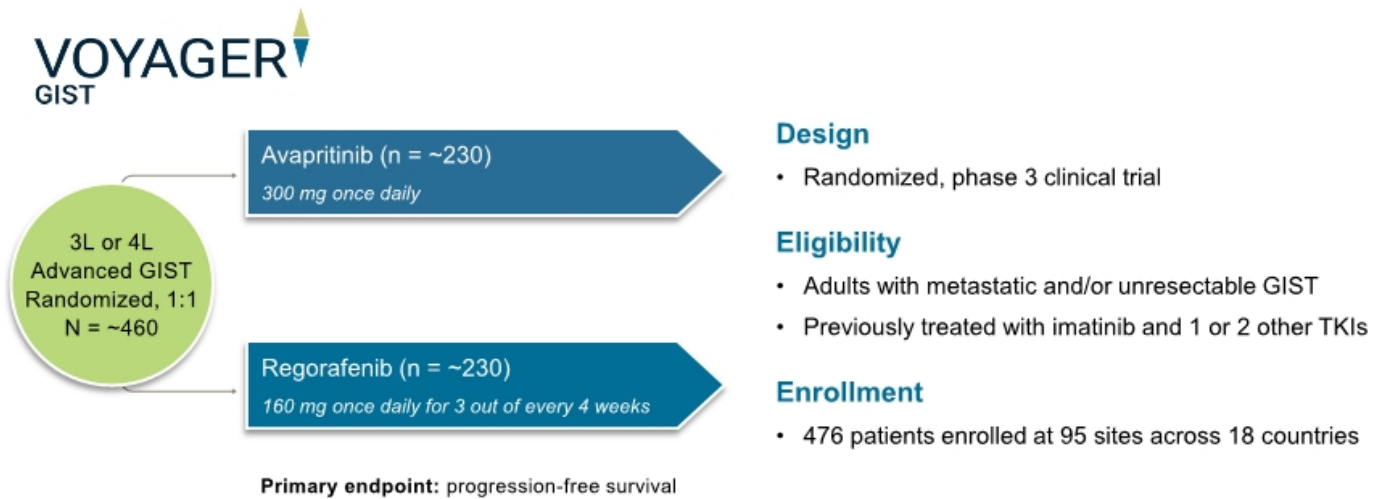 VOYAGER
GIST
3L or 4L
Advanced GIST
Randomized, 1:1
N = ~460
Avapritinib (n = ~230)
300 mg once daily
Regorafenib (n = ~230)
160 mg once daily for 3 out of every 4 weeks
Primary endpoint: progression-free survival
Design
• Randomized, phase 3 clinical trial
Eligibility
• Adults with metastatic and/or unresectable GIST
• Previously treated with imatinib and 1 or 2 other TKIs
Enrollment
• 476 patients enrolled at 95 sites across 18 countries